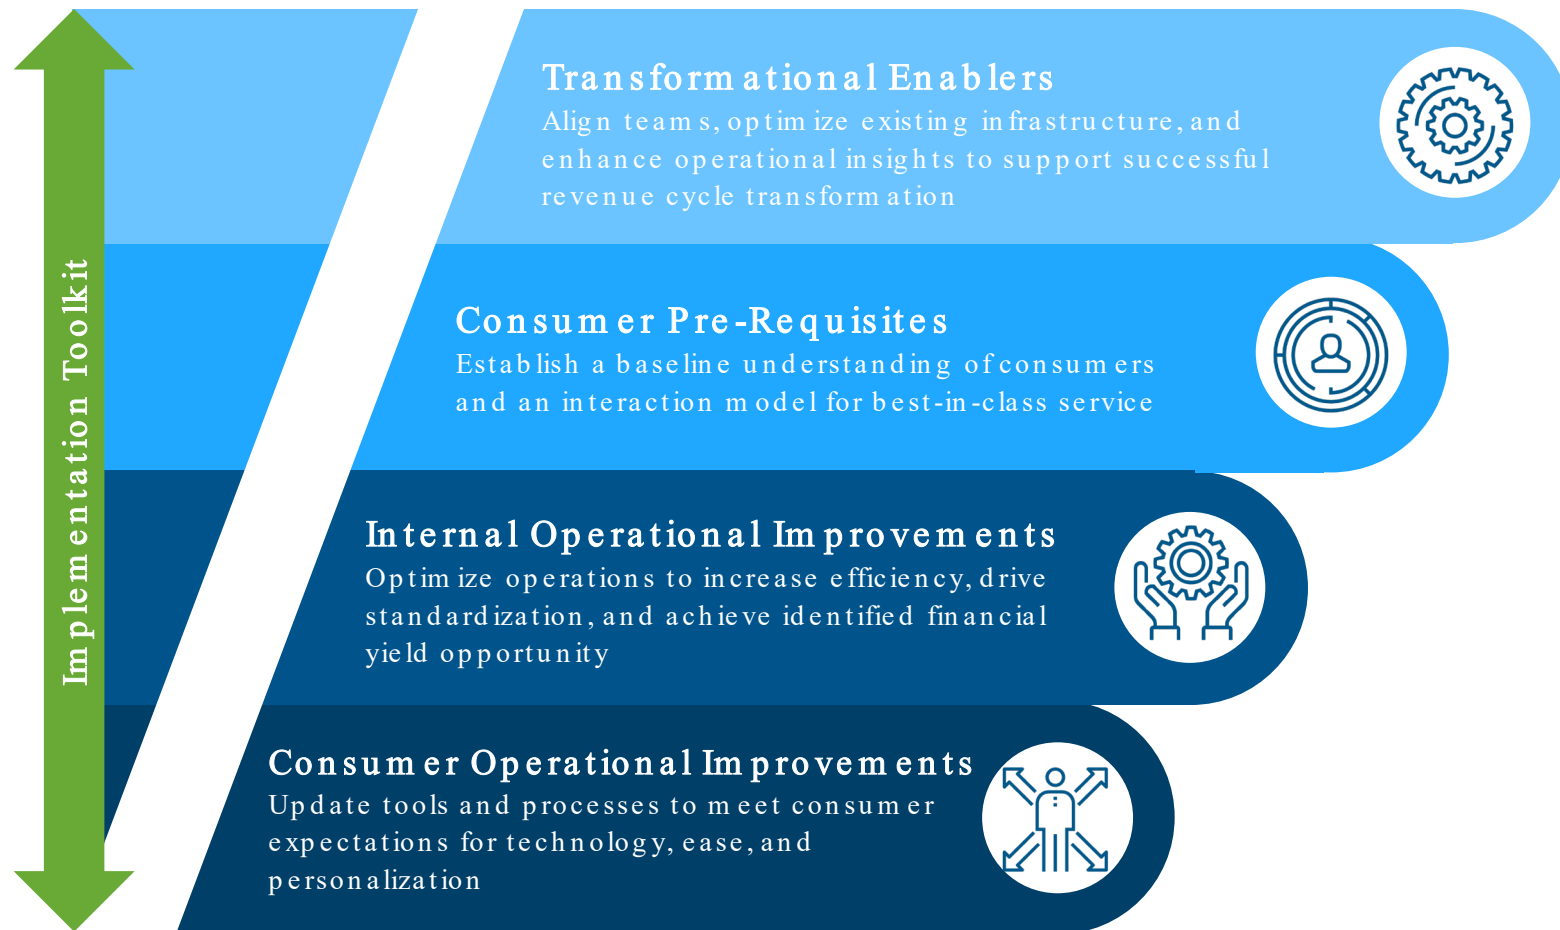 Implementation Toolkit
Transformational Enablers
Align teams, optimize existing infrastructure, and
enhance operational insights to support successful
revenue cycle transformation
Consumer Pre-Requisites
Establish a baseline understanding of consumers
and an interaction model for best-in-class service
Internal Operational Improvements
Optimize operations to increase efficiency, drive
standardization, and achieve identified financial
yield opportunity
Consumer Operational Improvements
Update tools and processes to meet consumer
expectations for technology, ease, and
personalization